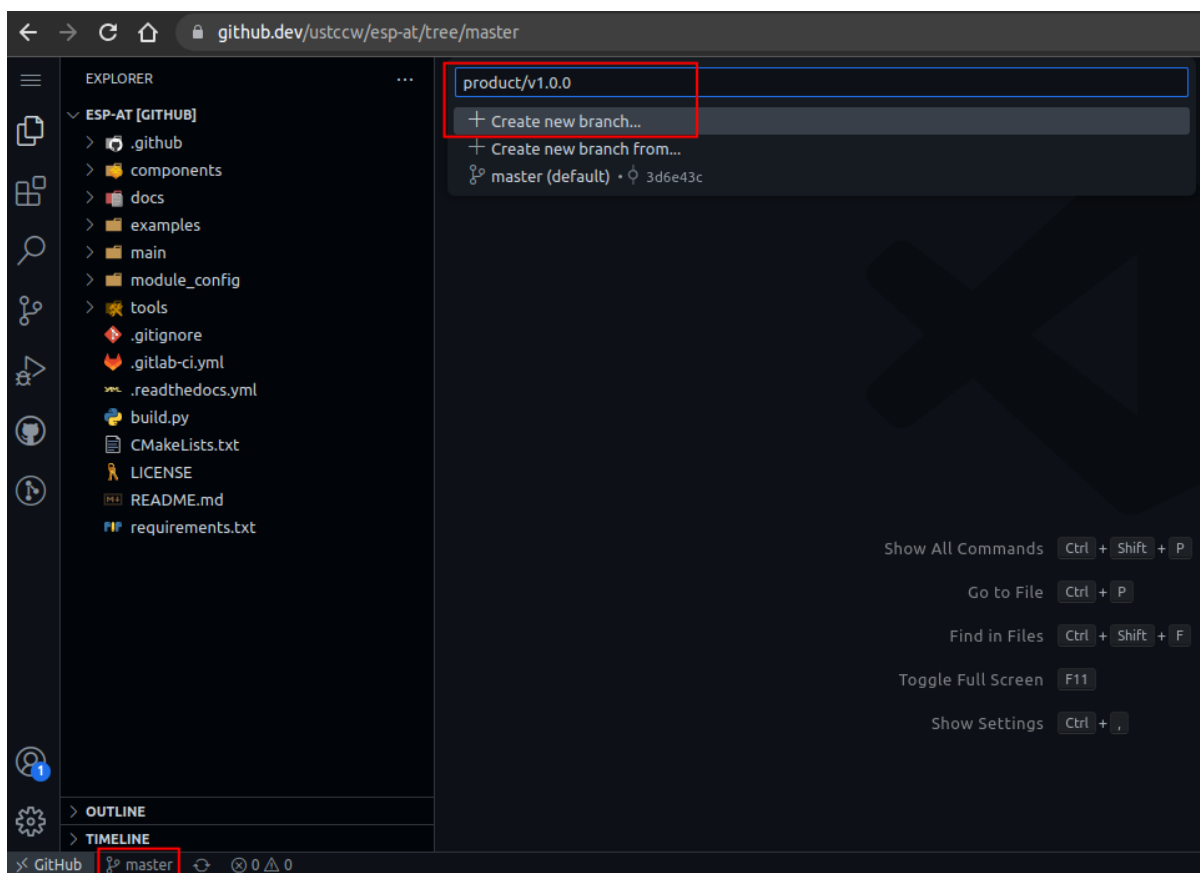 github.dev/ustccw/esp-at/tree/master
EXPLORER ...
product/v1.0.0
ESP-AT [GITHUB]
Create new branch...
.github
Create new branch from...
components
master (default) • 3d6e43c
docs
examples
main
module_config
tools
.gitignore
.gitlab-ci.yml
.readthedocs.yml
build.py
CMakeLists.txt
LICENSE
M↓ README.md
PIP requirements.txt
Show All Commands Ctrl + Shift + P
Go to File Ctrl + P
Find in Files Ctrl + Shift + F
Toggle Full Screen F11
Show Settings Ctrl + ,
1
OUTLINE
TIMELINE
GitHub master 0 0